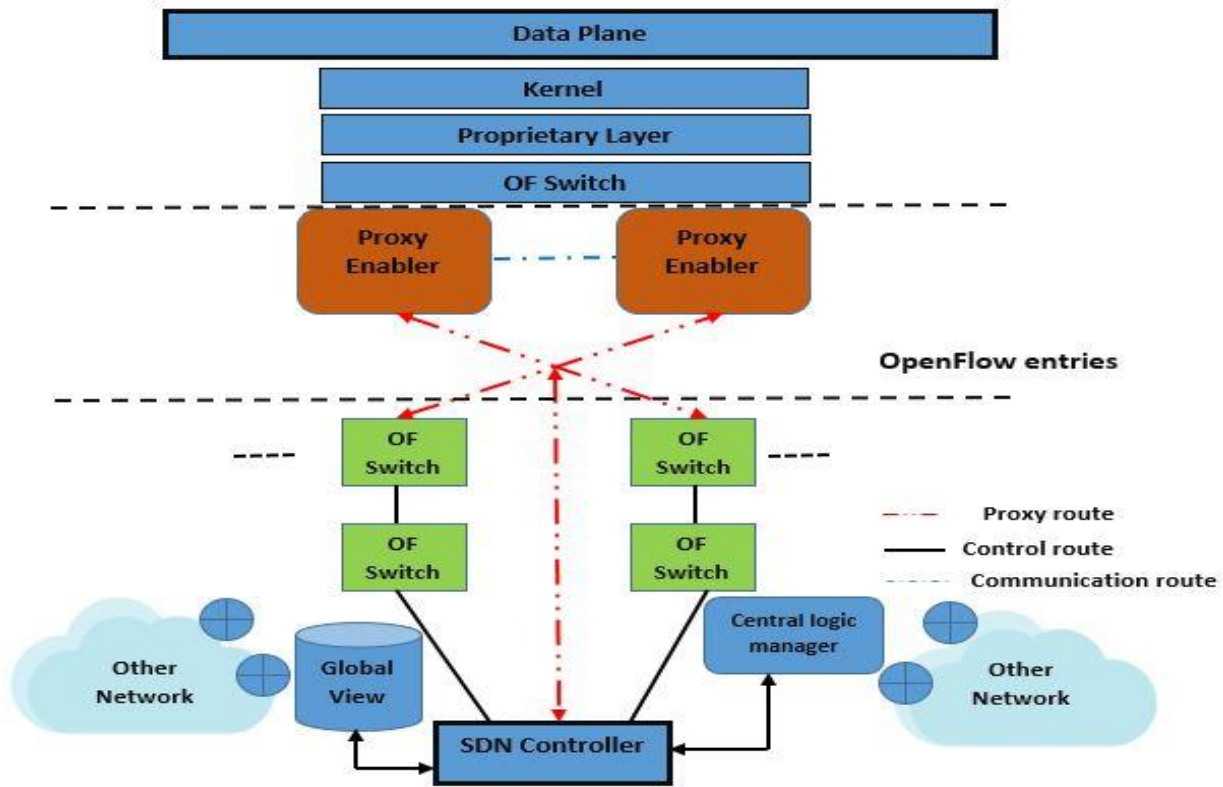 Data Plane
Kernel
Proprietary Layer
OF Switch
Proxy
Enabler
Proxy
Enabler
OpenFlow entries
OF
Switch
OF
Switch
OF
Switch
OF
Switch
Proxy route
Control route
Communication route
Other
Network
Global
View
Central logic
manager
Other
Network
SDN Controller